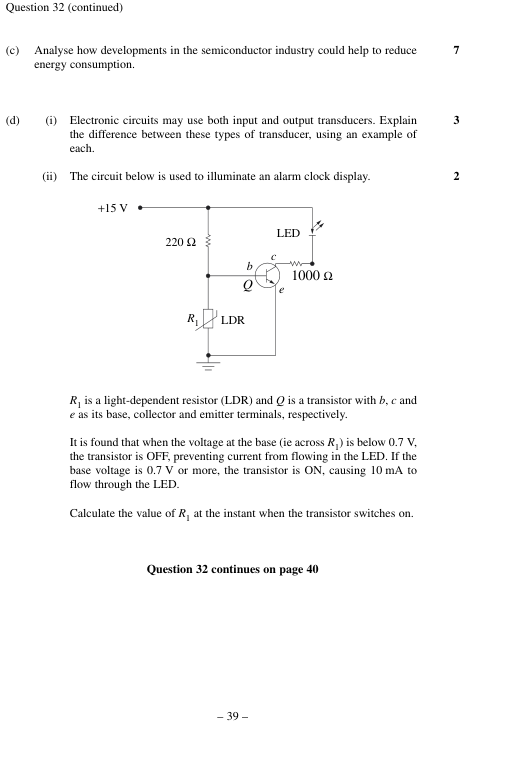 Question 32 (continued)
(c) Analyse how developments in the semiconductor industry could help to reduce 7
energy consumption.
(d) (i) Electronic circuits may use both input and output transducers. Explain 3
the difference between these types of transducer, using an example of
each.
(ii) The circuit below is used to illuminate an alarm clock display. 2
+15 V
LED
220 Ω
c
b
1000 Ω
Q
e
R1 LDR
R1 is a light-dependent resistor (LDR) and Q is a transistor with b, c and
e as its base, collector and emitter terminals, respectively.
It is found that when the voltage at the base (ie across R1) is below 0.7 V,
the transistor is OFF, preventing current from flowing in the LED. If the
base voltage is 0.7 V or more, the transistor is ON, causing 10 mA to
flow through the LED.
Calculate the value of R1 at the instant when the transistor switches on.
Question 32 continues on page 40
– 39 –